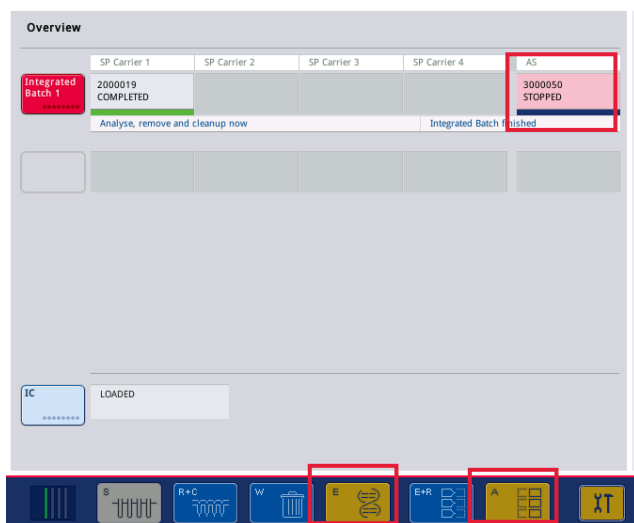 Overview
SP Carrier 1 SP Carrier 2 SP Carrier 3 SP Carrier 4 AS
Integrated
Batch 1
2000019
COMPLETED
3000050
STOPPED
Analyse, remove and cleanup now Integrated Batch finished
IC
LOADED
S R+C W E E+R A